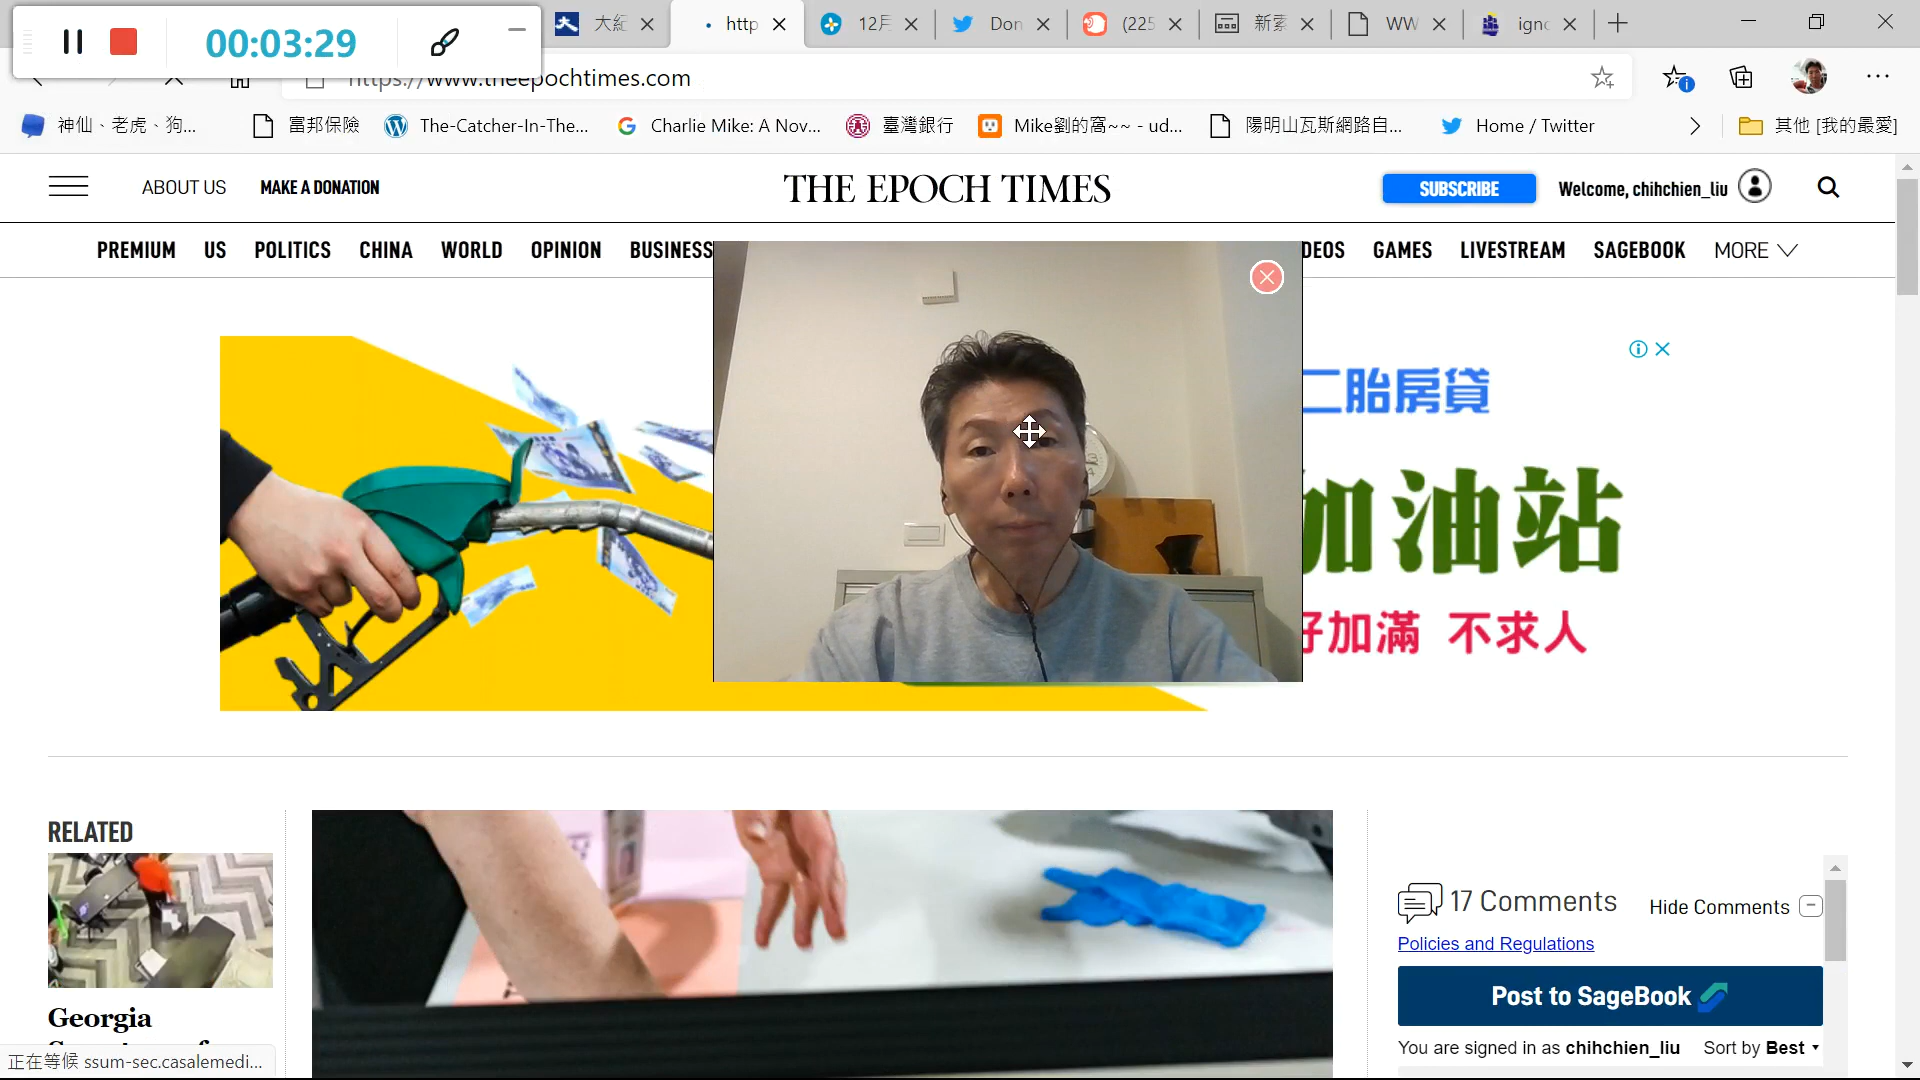 00:03:29
大紀
http
12月
Don
(225
新索
WW
igno
https://www.theepochtimes.com
神仙、老虎、狗...
富邦保險
The-Catcher-In-The...
Charlie Mike: A Nov...
臺灣銀行
Mike劉的窩~~ - ud...
陽明山瓦斯網路自...
Home / Twitter
其他 [我的最愛]
ABOUT US
MAKE A DONATION
THE EPOCH TIMES
SUBSCRIBE
Welcome, chihchien_liu
PREMIUM US POLITICS CHINA WORLD OPINION BUSINESS
DEOS GAMES LIVESTREAM SAGEBOOK MORE
二胎房貸
加油站
好加滿 不求人
RELATED
Georgia
17 Comments
Hide Comments
Policies and Regulations
Post to SageBook
You are signed in as chihchien_liu
Sort by Best
正在等候 ssum-sec.casalemedi...